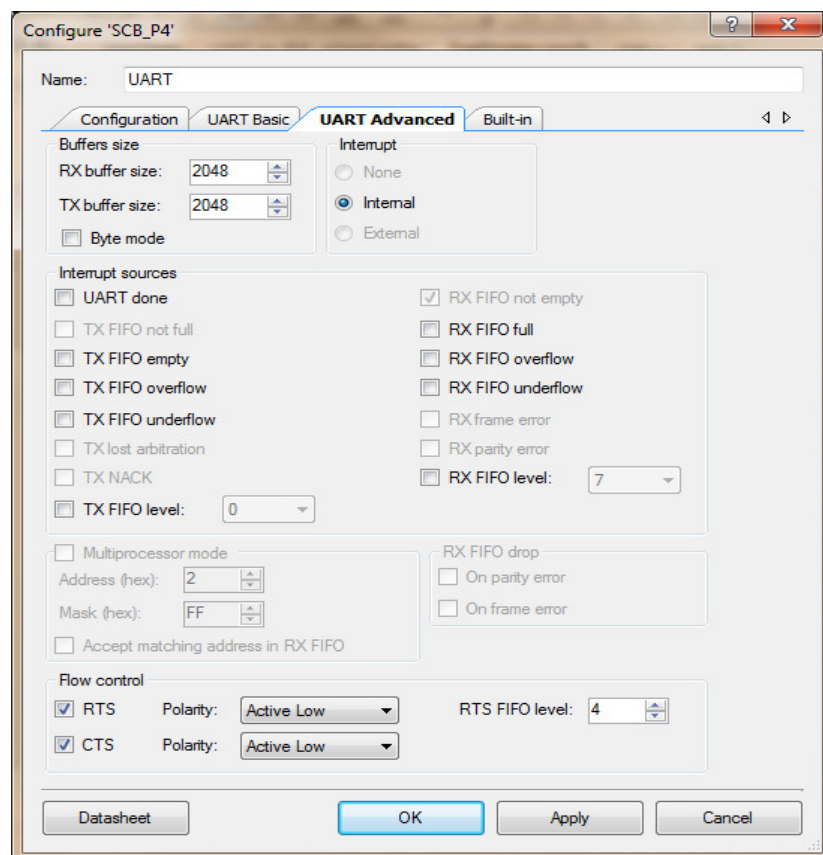 Configure 'SCB_P4'
Name: UART
Configuration UART Basic UART Advanced Built-in
Buffers size Interrupt
RX buffer size: 2048 None
TX buffer size: 2048 Internal
Byte mode External
Interrupt sources
UART done RX FIFO not empty
TX FIFO not full RX FIFO full
TX FIFO empty RX FIFO overflow
TX FIFO overflow RX FIFO underflow
TX FIFO underflow RX frame error
TX lost arbitration RX parity error
TX NACK RX FIFO level: 7
TX FIFO level: 0
Multiprocessor mode RX FIFO drop
Address (hex): 2 On parity error
Mask (hex): FF On frame error
Accept matching address in RX FIFO
Flow control
RTS Polarity: Active Low RTS FIFO level: 4
CTS Polarity: Active Low
Datasheet OK Apply Cancel